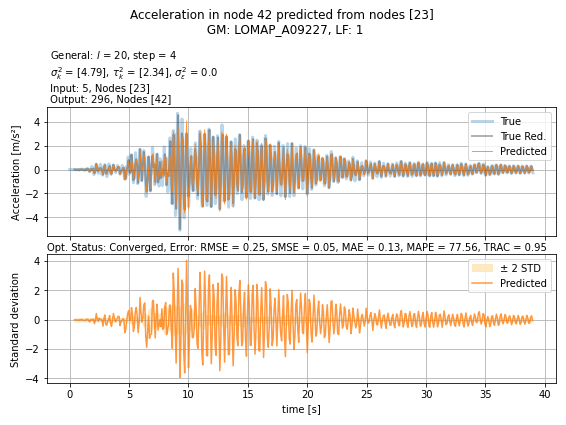 Acceleration in node 42 predicted from nodes [23]
GM: LOMAP_A09227, LF: 1
General: l = 20, step = 4
σ²ₖ = [4.79], τ²ₖ = [2.34], σ²ₑ = 0.0
Input: 5, Nodes [23]
Output: 296, Nodes [42]
Acceleration [m/s²]
4
2
0
−2
−4
True
True Red.
Predicted
Opt. Status: Converged, Error: RMSE = 0.25, SMSE = 0.05, MAE = 0.13, MAPE = 77.56, TRAC = 0.95
Standard deviation
4
2
0
−2
−4
± 2 STD
Predicted
0 5 10 15 20 25 30 35 40
time [s]